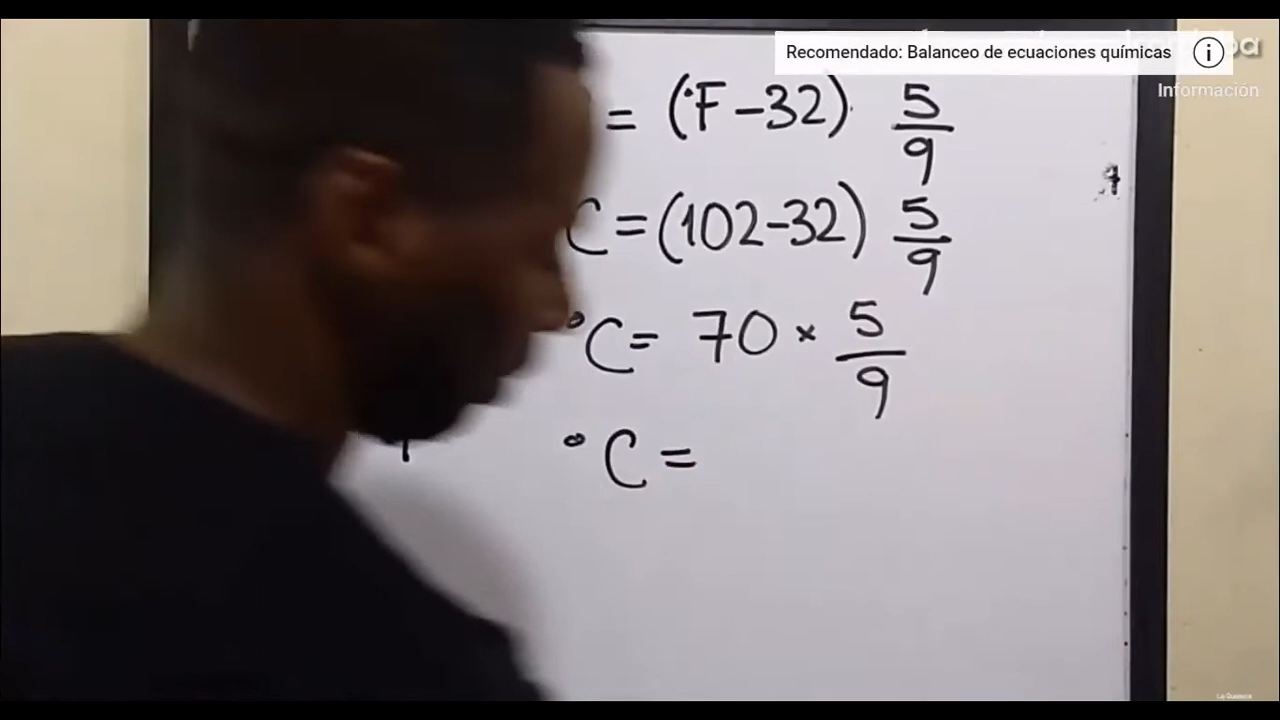 Recomendado: Balanceo de ecuaciones químicas
Información
= (°F-32) 5/9
C = (102-32) 5/9
°C = 70 × 5/9
°C =